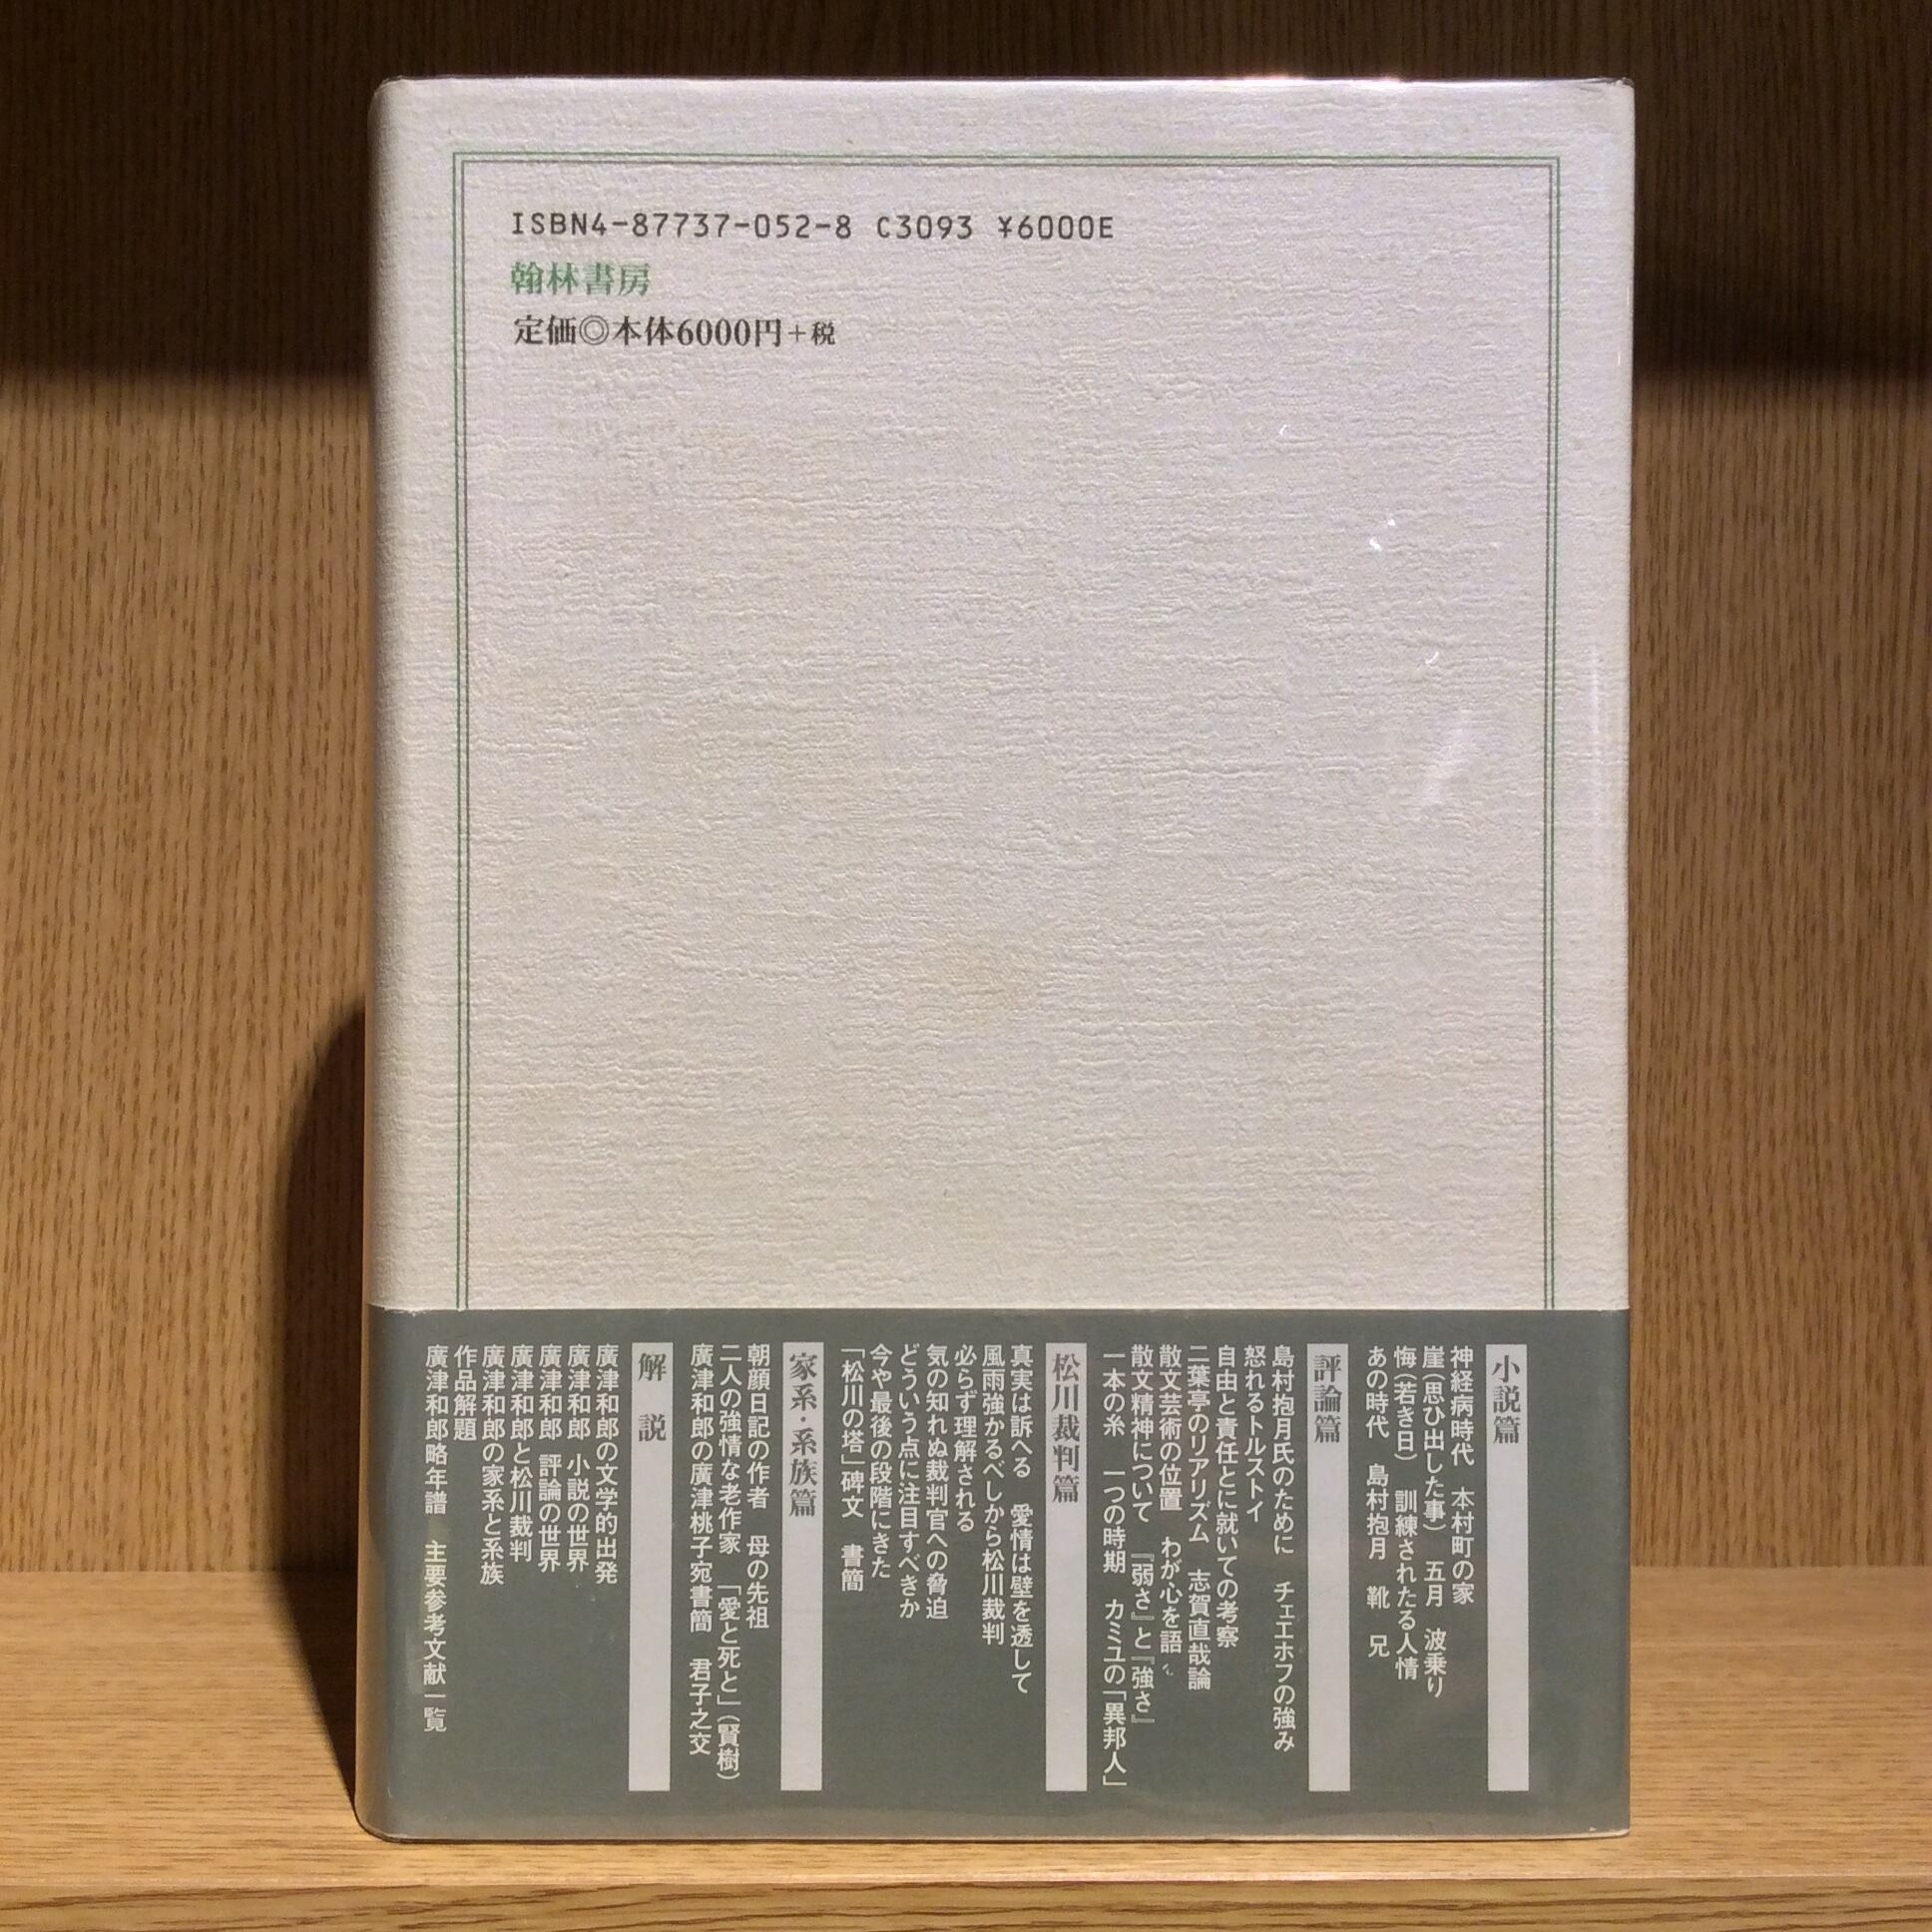 ISBN4-87737-052-8 C3093 ¥6000E
翰林書房
定価◎本体6000円+税
小説篇
神経病時代 本村町の家
崖(思ひ出した事) 五月 波乗り
悔(若き日) 訓練されたる人情
あの時代 島村抱月 靴 兄
評論篇
島村抱月氏のために チェエホフの強み
怒れるトルストイ
自由と責任とに就いての考察
二葉亭のリアリズム 志賀直哉論
散文芸術の位置 わが心を語る
散文精神について 『弱さ』と『強さ』
一本の糸 一つの時期 カミユの「異邦人」
松川裁判篇
真実は訴へる 愛情は壁を透して
風雨強かるべしから松川裁判
必らず理解される
気の知れぬ裁判官への脅迫
どういう点に注目すべきか
今や最後の段階にきた
「松川の塔」碑文 書簡
家系・系族篇
朝顔日記の作者 母の先祖
二人の強情な老作家 「愛と死と」(賢樹)
廣津和郎の廣津桃子宛書簡 君子之交
解説
廣津和郎の文学的出発
廣津和郎 小説の世界
廣津和郎 評論の世界
廣津和郎と松川裁判
廣津和郎の家系と系族
作品解題
廣津和郎略年譜 主要参考文献一覧